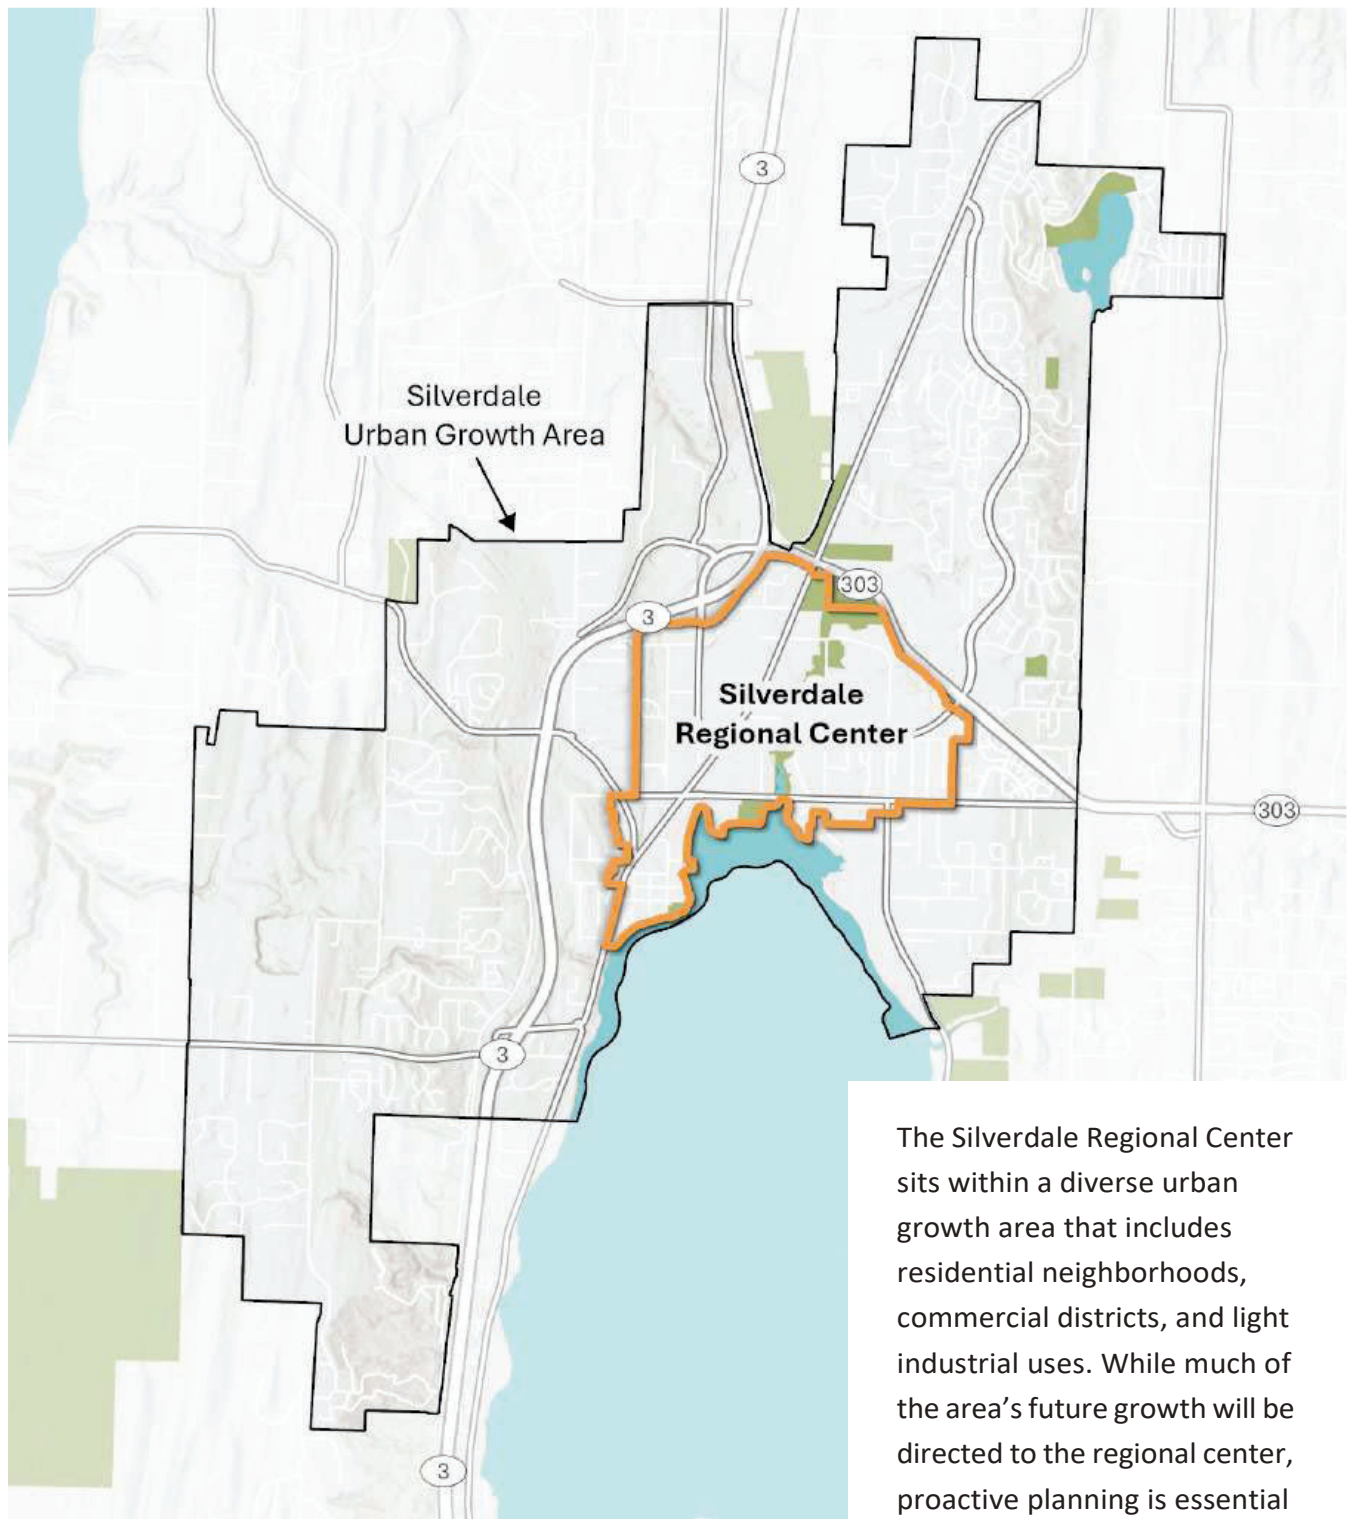 3
Silverdale
Urban Growth Area
303
3
Silverdale
Regional Center
303
3
The Silverdale Regional Center
sits within a diverse urban
growth area that includes
residential neighborhoods,
commercial districts, and light
industrial uses. While much of
the area’s future growth will be
directed to the regional center,
proactive planning is essential
3